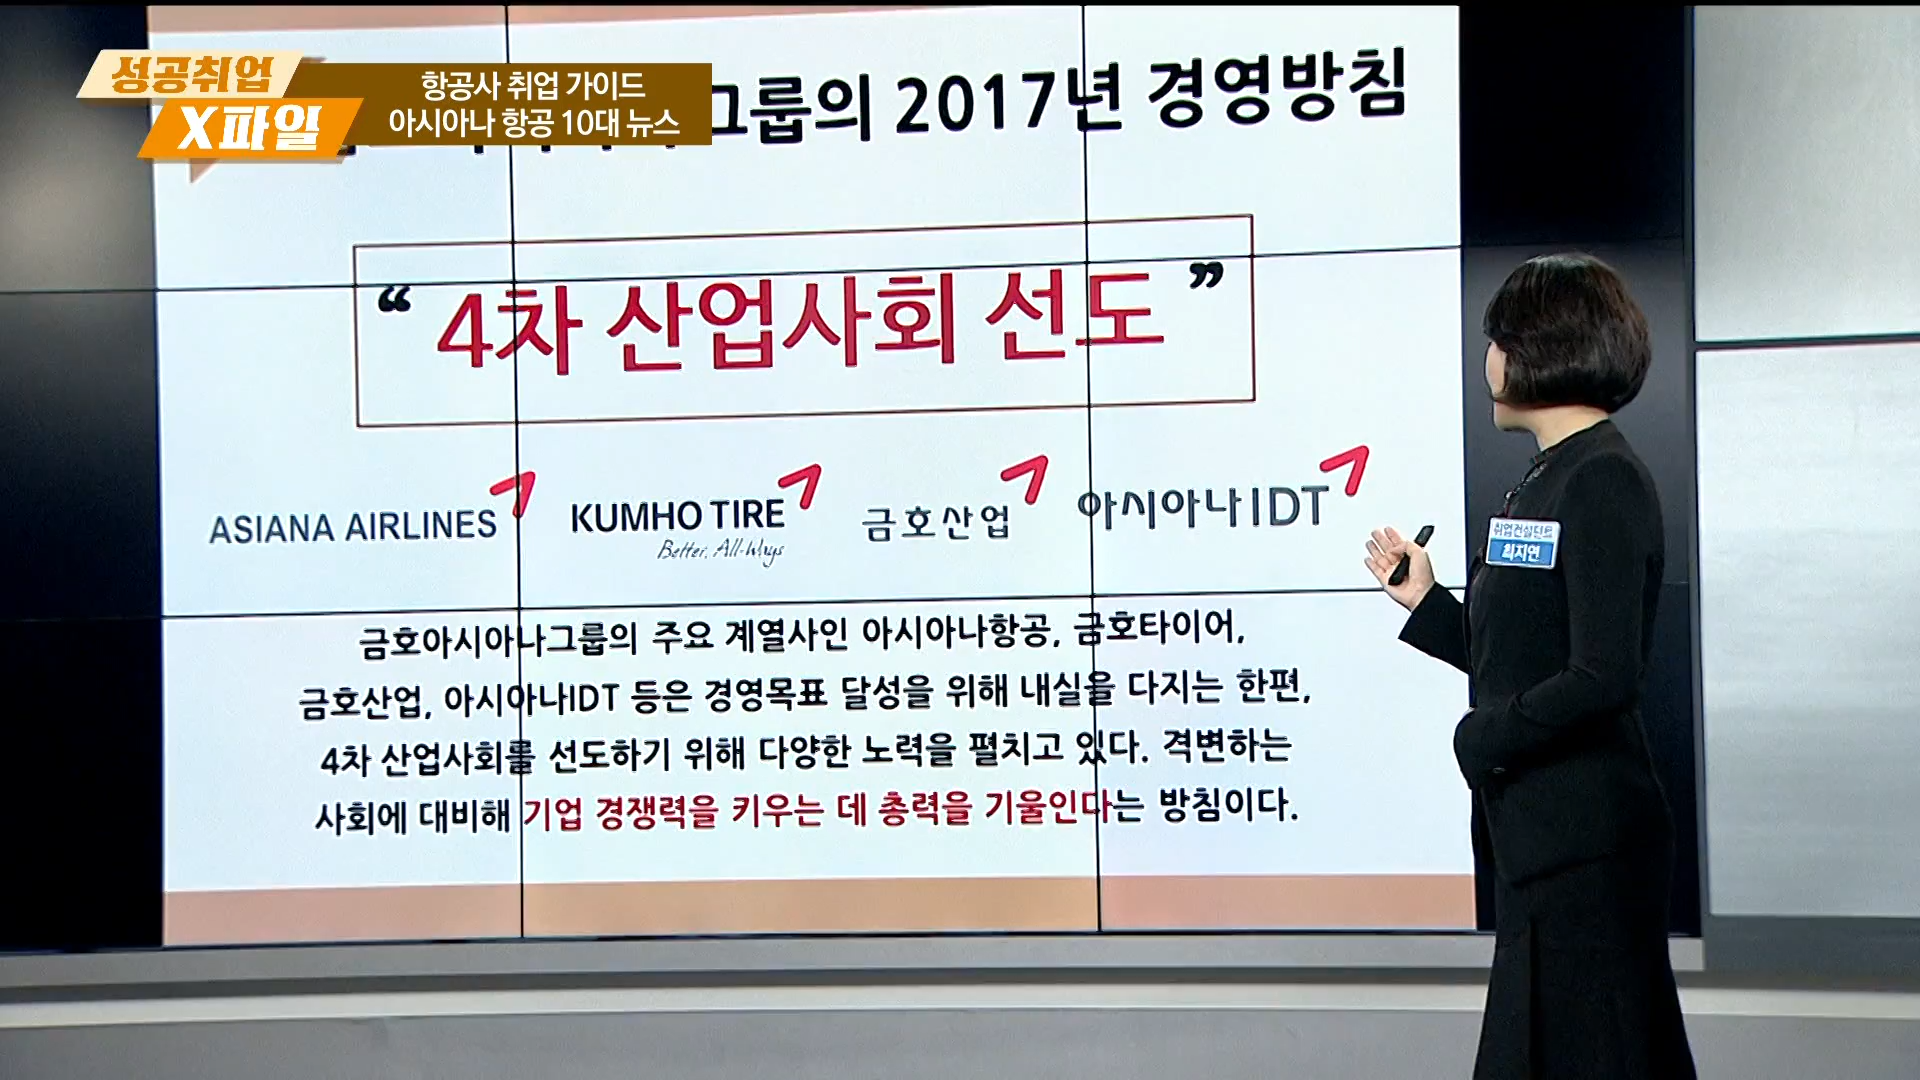 성공취업
X파일
항공사 취업 가이드
아시아나 항공 10대 뉴스
그룹의 2017년 경영방침
“ 4차 산업사회 선도 ”
ASIANA AIRLINES
KUMHO TIRE
Better, All-Ways
금호산업
아시아나IDT
금호아시아나그룹의 주요 계열사인 아시아나항공, 금호타이어,
금호산업, 아시아나IDT 등은 경영목표 달성을 위해 내실을 다지는 한편,
4차 산업사회를 선도하기 위해 다양한 노력을 펼치고 있다. 격변하는
사회에 대비해 기업 경쟁력을 키우는 데 총력을 기울인다는 방침이다.
취업컨설턴트
최지연